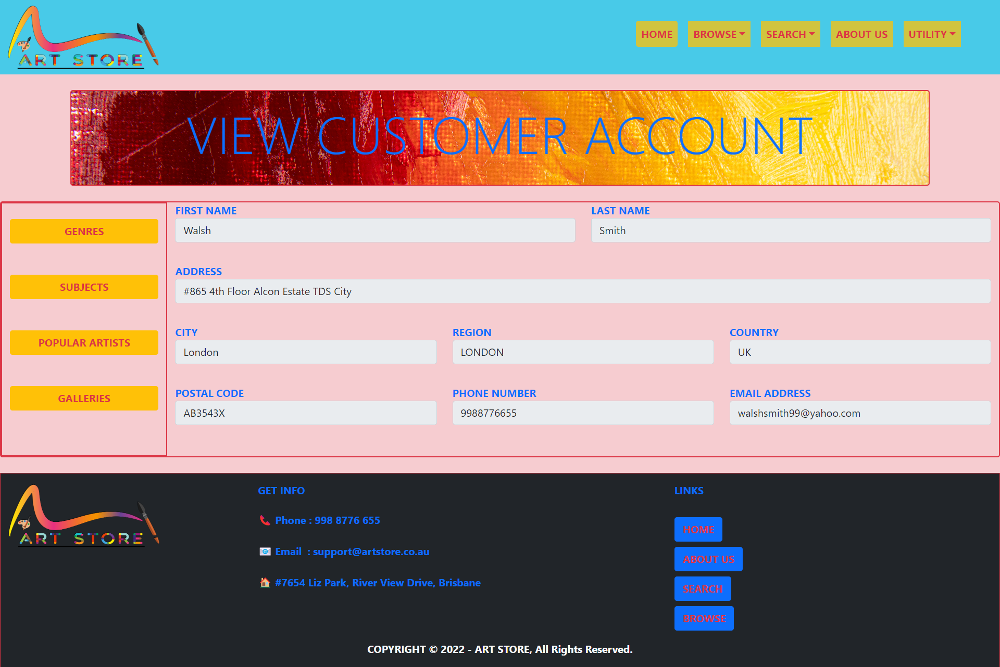 ART STORE
HOME
BROWSE
SEARCH
ABOUT US
UTILITY
VIEW CUSTOMER ACCOUNT
GENRES
SUBJECTS
POPULAR ARTISTS
GALLERIES
FIRST NAME
Walsh
LAST NAME
Smith
ADDRESS
#865 4th Floor Alcon Estate TDS City
CITY
London
REGION
LONDON
COUNTRY
UK
POSTAL CODE
AB3543X
PHONE NUMBER
9988776655
EMAIL ADDRESS
walshsmith99@yahoo.com
ART STORE
GET INFO
Phone : 998 8776 655
Email : support@artstore.co.au
#7654 Liz Park, River View Drive, Brisbane
LINKS
HOME
ABOUT US
SEARCH
BROWSE
COPYRIGHT © 2022 - ART STORE, All Rights Reserved.